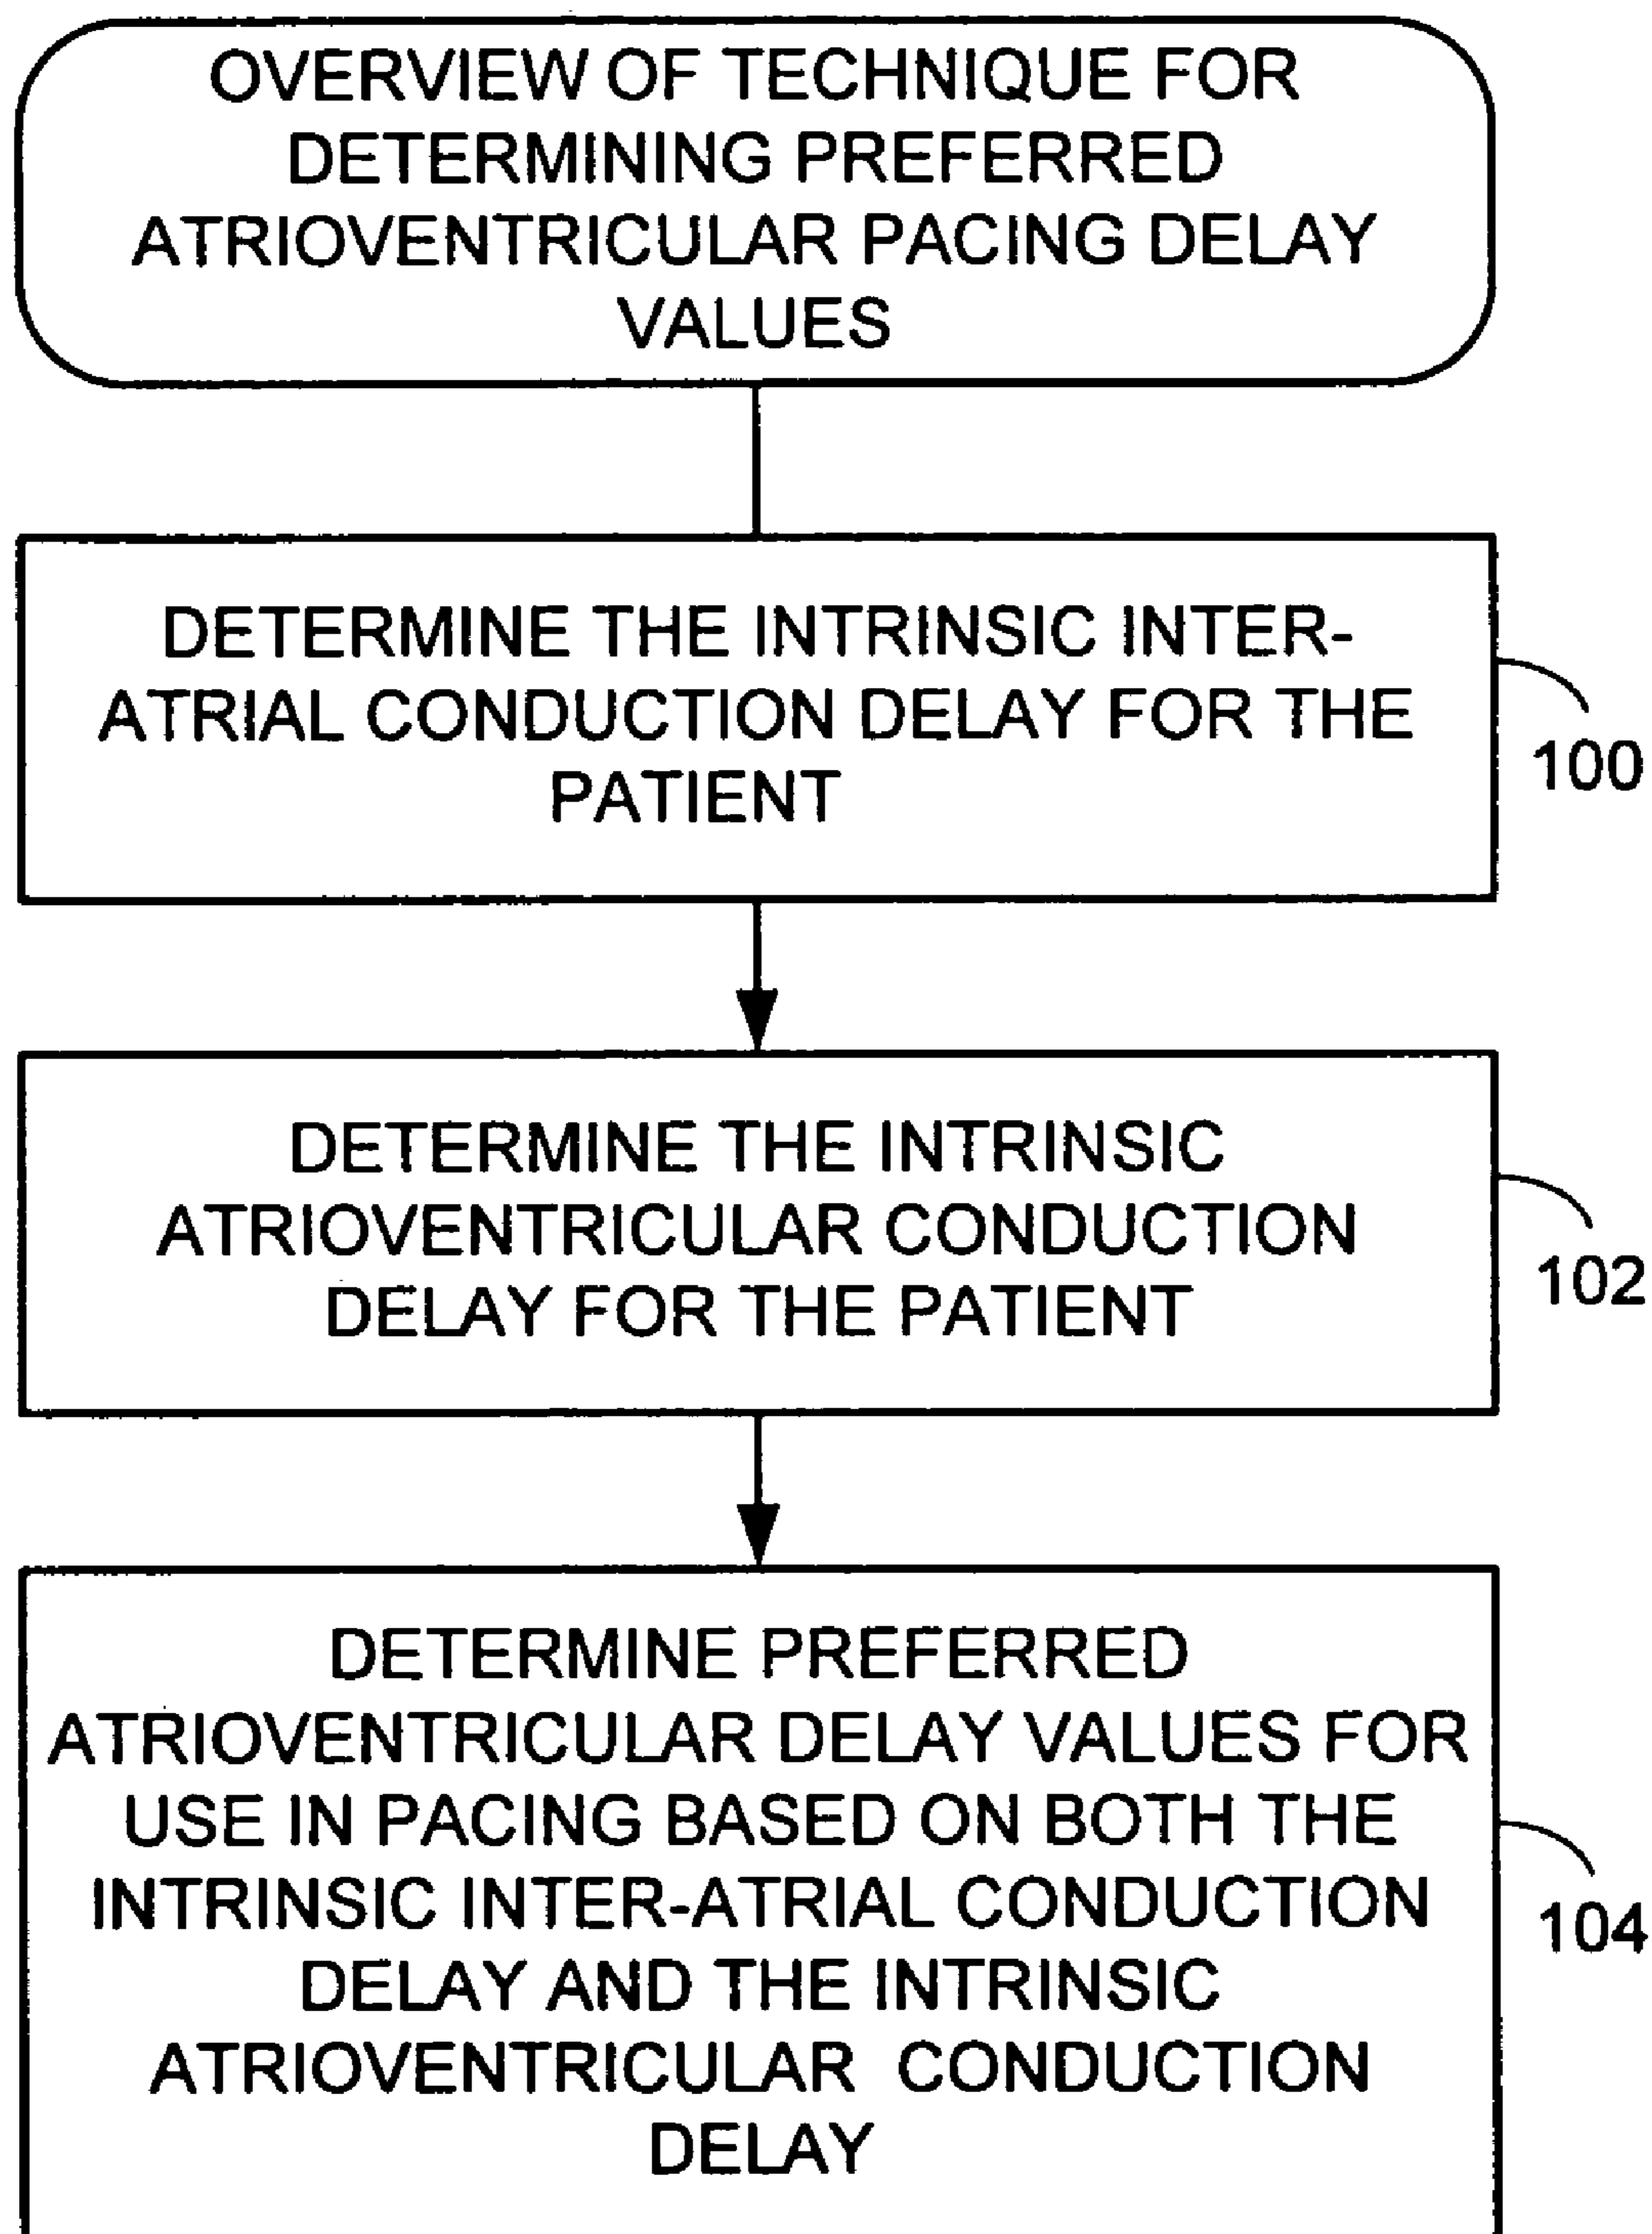 OVERVIEW OF TECHNIQUE FOR
DETERMINING PREFERRED
ATRIOVENTRICULAR PACING DELAY
VALUES
DETERMINE THE INTRINSIC INTER-
ATRIAL CONDUCTION DELAY FOR THE
PATIENT
100
DETERMINE THE INTRINSIC
ATRIOVENTRICULAR CONDUCTION
DELAY FOR THE PATIENT
102
DETERMINE PREFERRED
ATRIOVENTRICULAR DELAY VALUES FOR
USE IN PACING BASED ON BOTH THE
INTRINSIC INTER-ATRIAL CONDUCTION
DELAY AND THE INTRINSIC
ATRIOVENTRICULAR CONDUCTION
DELAY
104